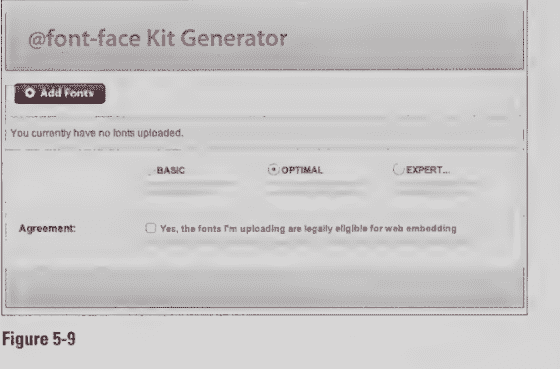 @font-face Kit Generator
Add Fonts
You currently have no fonts uploaded.
BASIC OPTIMAL EXPERT...
Agreement: Yes, the fonts I'm uploading are legally eligible for web embedding
Figure 5-9